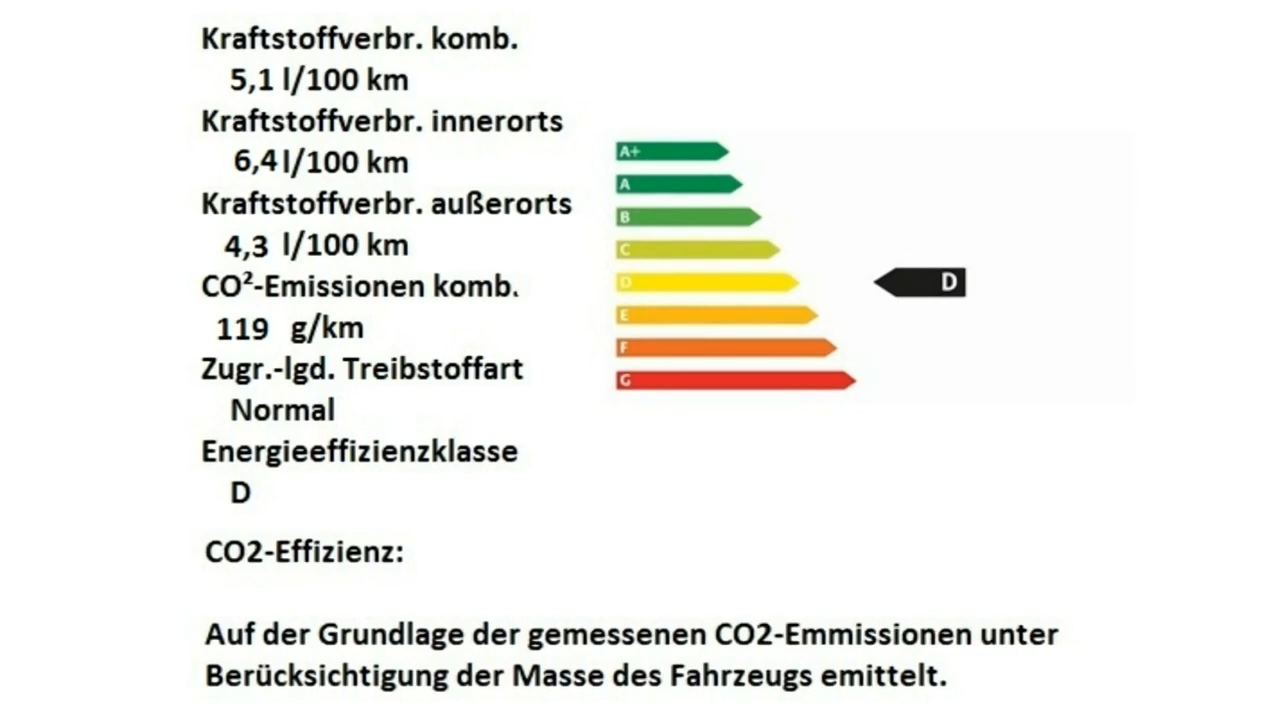 Kraftstoffverbr. komb.
5,1 l/100 km
Kraftstoffverbr. innerorts
6,4 l/100 km
Kraftstoffverbr. außerorts
4,3 l/100 km
CO²-Emissionen komb.
119 g/km
Zugr.-lgd. Treibstoffart
Normal
Energieeffizienzklasse
D
A+
A
B
C
D
D
E
F
G
CO2-Effizienz:
Auf der Grundlage der gemessenen CO2-Emmissionen unter
Berücksichtigung der Masse des Fahrzeugs emittelt.